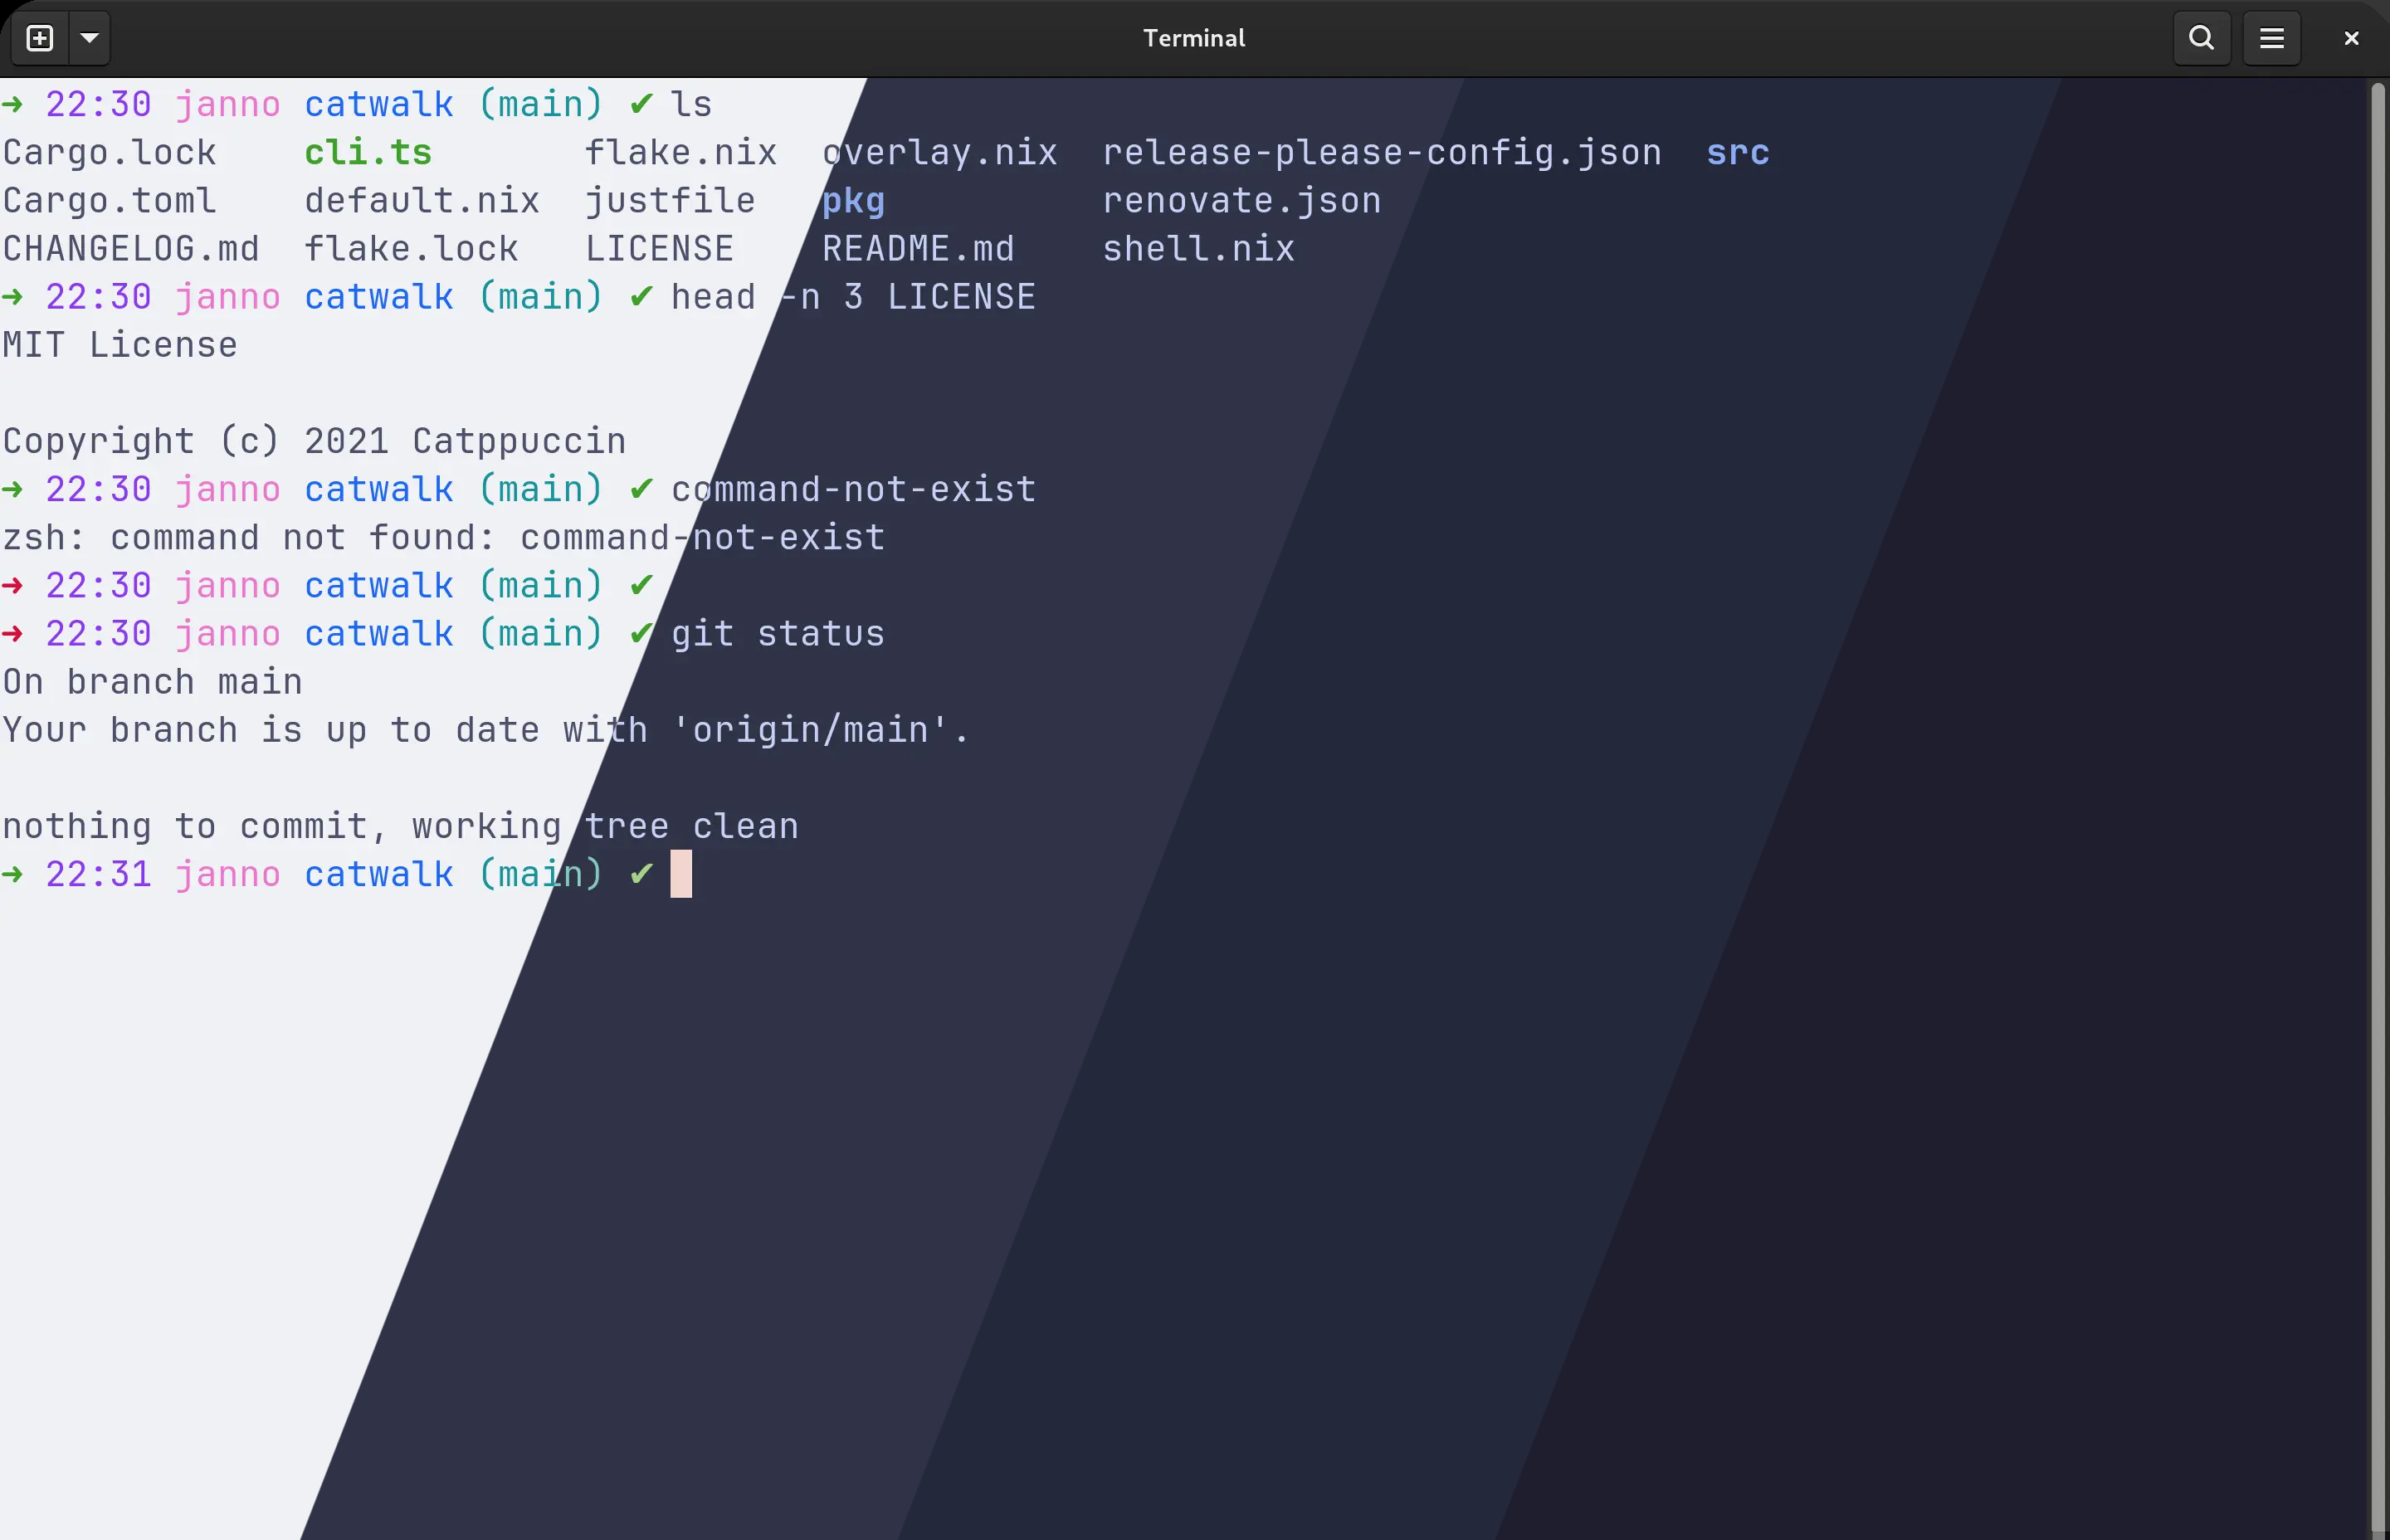 Terminal
➜ 22:30 janno catwalk (main) ✔ ls
Cargo.lock    cli.ts       flake.nix  overlay.nix  release-please-config.json  src
Cargo.toml    default.nix  justfile   pkg          renovate.json
CHANGELOG.md  flake.lock   LICENSE    README.md    shell.nix
➜ 22:30 janno catwalk (main) ✔ head -n 3 LICENSE
MIT License
Copyright (c) 2021 Catppuccin
➜ 22:30 janno catwalk (main) ✔ command-not-exist
zsh: command not found: command-not-exist
➜ 22:30 janno catwalk (main) ✔
➜ 22:30 janno catwalk (main) ✔ git status
On branch main
Your branch is up to date with 'origin/main'.
nothing to commit, working tree clean
➜ 22:31 janno catwalk (main) ✔